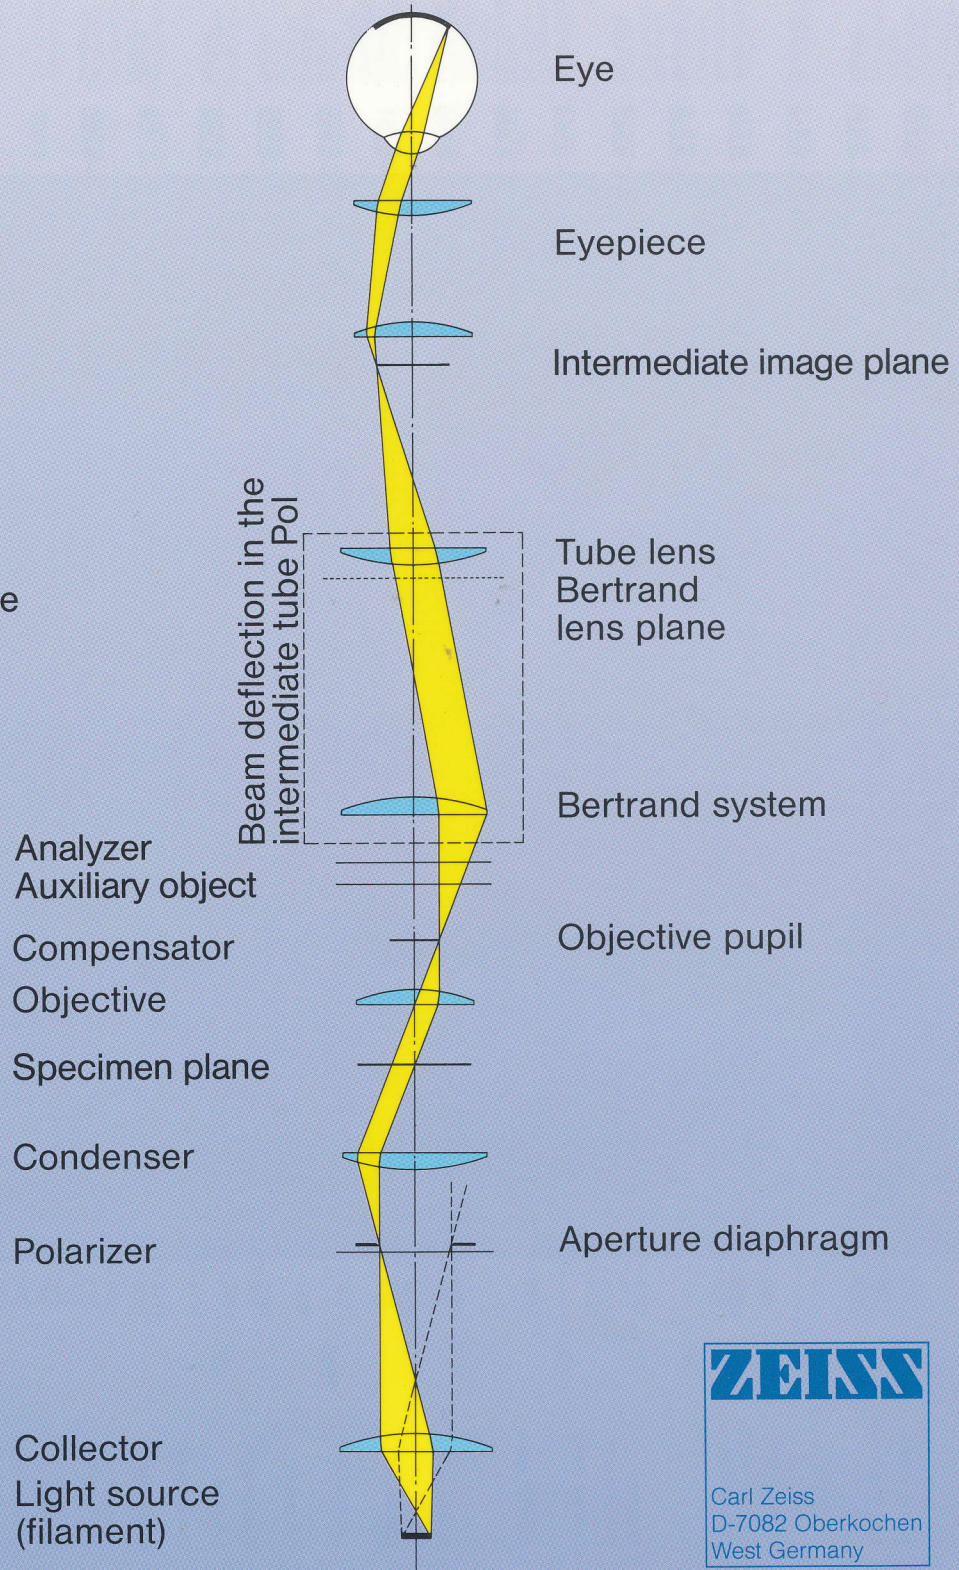 Eye
Eyepiece
Intermediate image plane
Beam deflection in the
intermediate tube Pol
Tube lens
Bertrand
lens plane
e
Bertrand system
Analyzer
Auxiliary object
Compensator
Objective pupil
Objective
Specimen plane
Condenser
Polarizer
Aperture diaphragm
Collector
Light source
(filament)
ZEISS
Carl Zeiss
D-7082 Oberkochen
West Germany